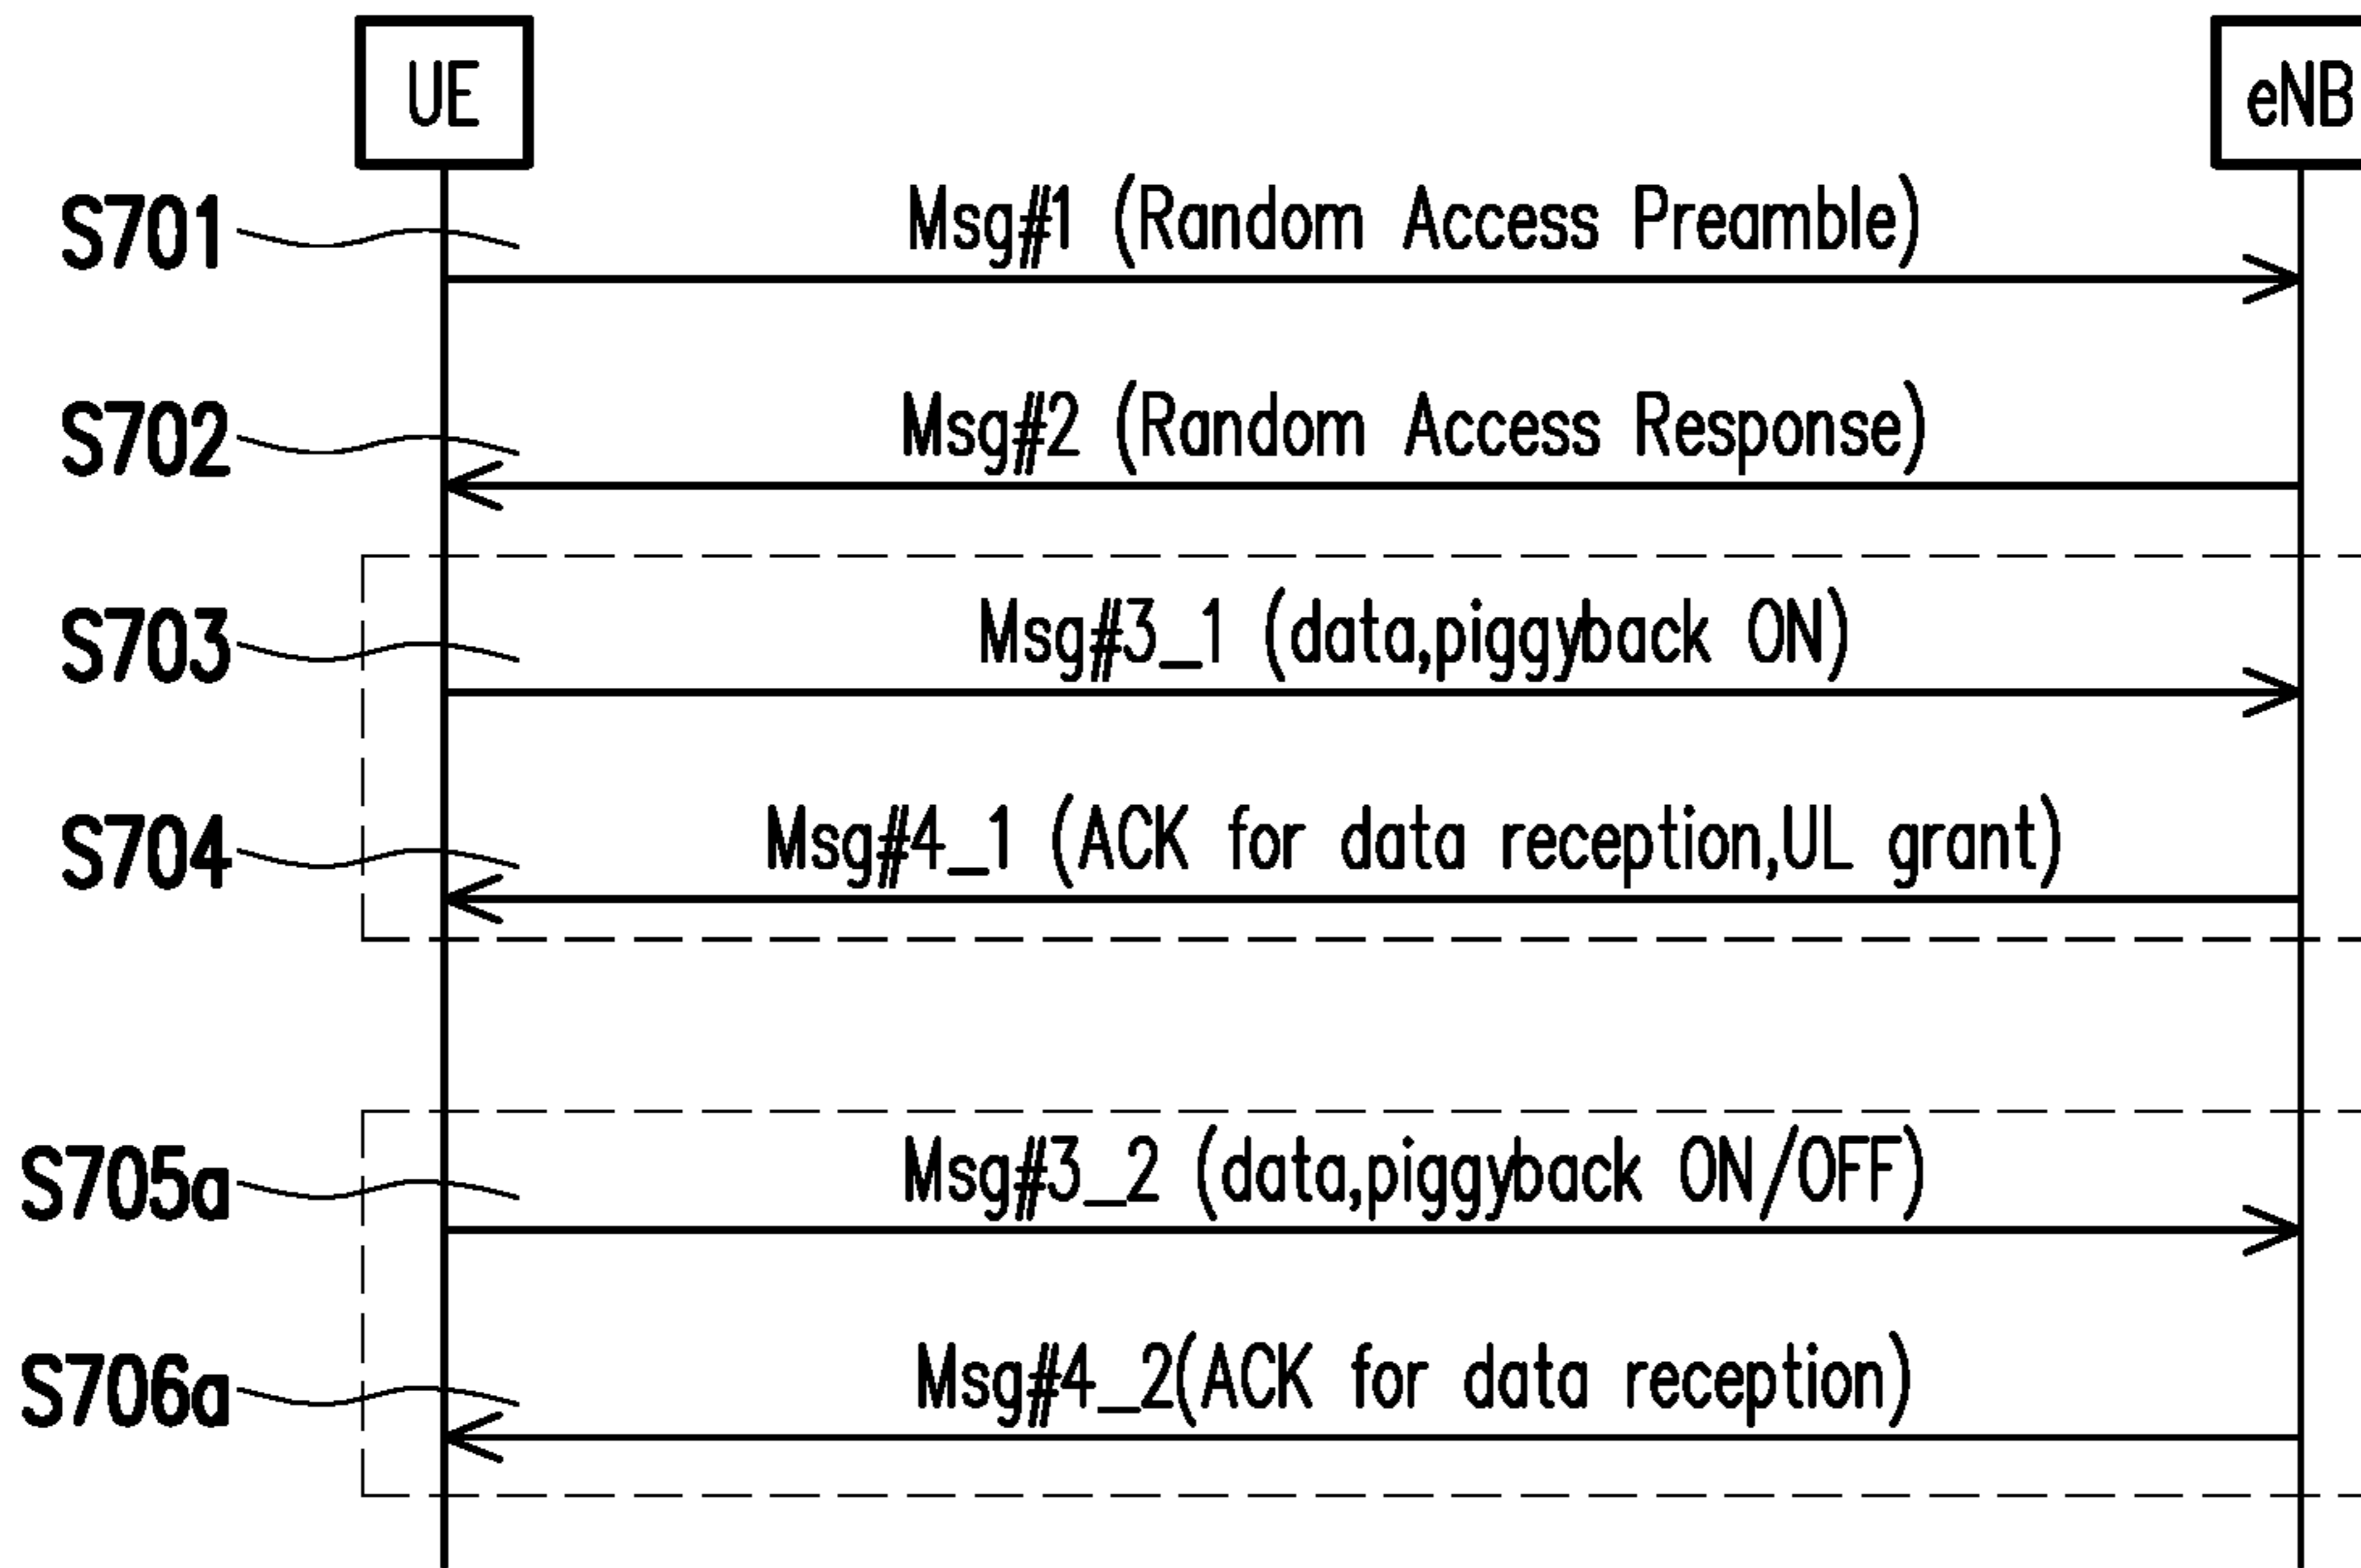 UE
eNB
S701
Msg#1 (Random Access Preamble)
S702
Msg#2 (Random Access Response)
S703
Msg#3_1 (data,piggyback ON)
S704
Msg#4_1 (ACK for data reception,UL grant)
S705a
Msg#3_2 (data,piggyback ON/OFF)
S706a
Msg#4_2(ACK for data reception)